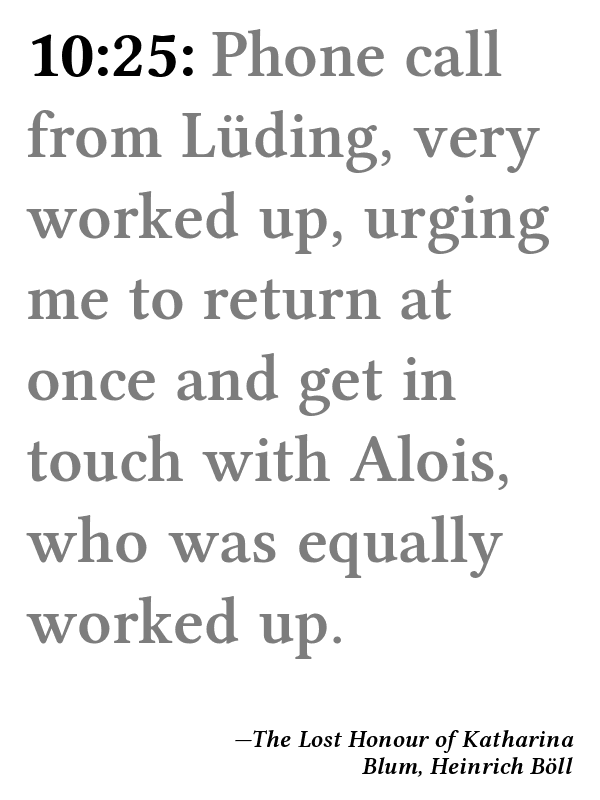 10:25: Phone call
from Lüding, very
worked up, urging
me to return at
once and get in
touch with Alois,
who was equally
worked up.
—The Lost Honour of Katharina
Blum, Heinrich Böll